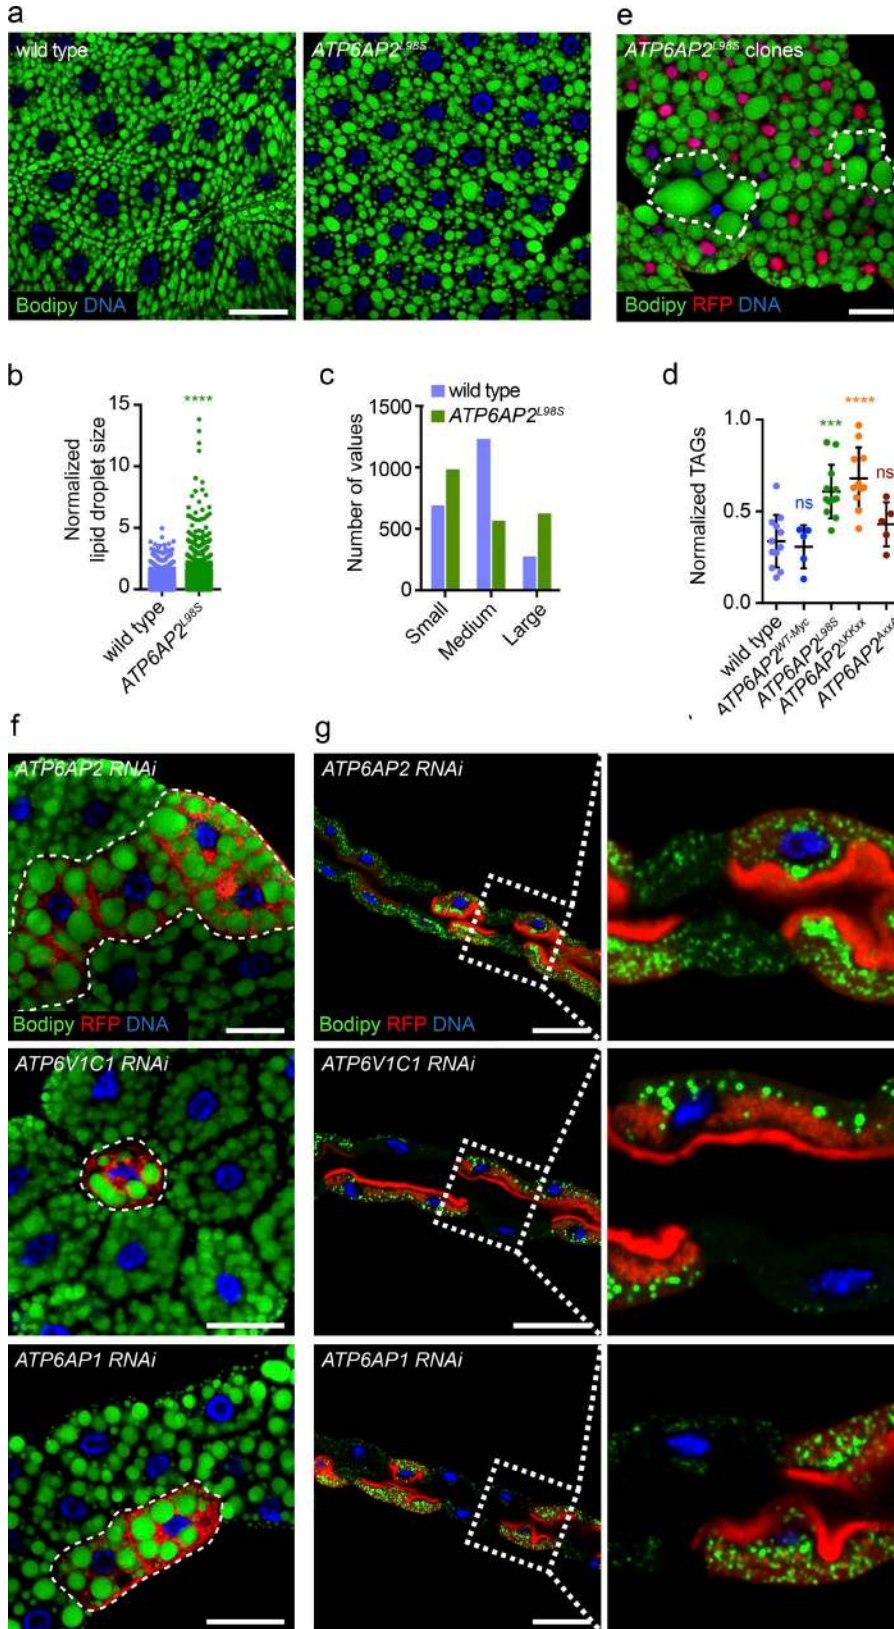 a
wild type
ATP6AP2L98S
Bodipy DNA
e
ATP6AP2L98S clones
Bodipy RFP DNA
b
Normalized
lipid droplet size
15
10
5
0
****
wild type
ATP6AP2L98S
c
wild type
ATP6AP2L98S
Number of values
1500
1000
500
0
Small
Medium
Large
d
Normalized TAGs
1.0
0.5
0.0
ns
***
****
ns
wild type
ATP6AP2WT-Myc
ATP6AP2L98S
ATP6AP2ΔKKxx
f
ATP6AP2 RNAi
Bodipy RFP DNA
ATP6V1C1 RNAi
ATP6AP1 RNAi
g
ATP6AP2 RNAi
ATP6V1C1 RNAi
ATP6AP1 RNAi